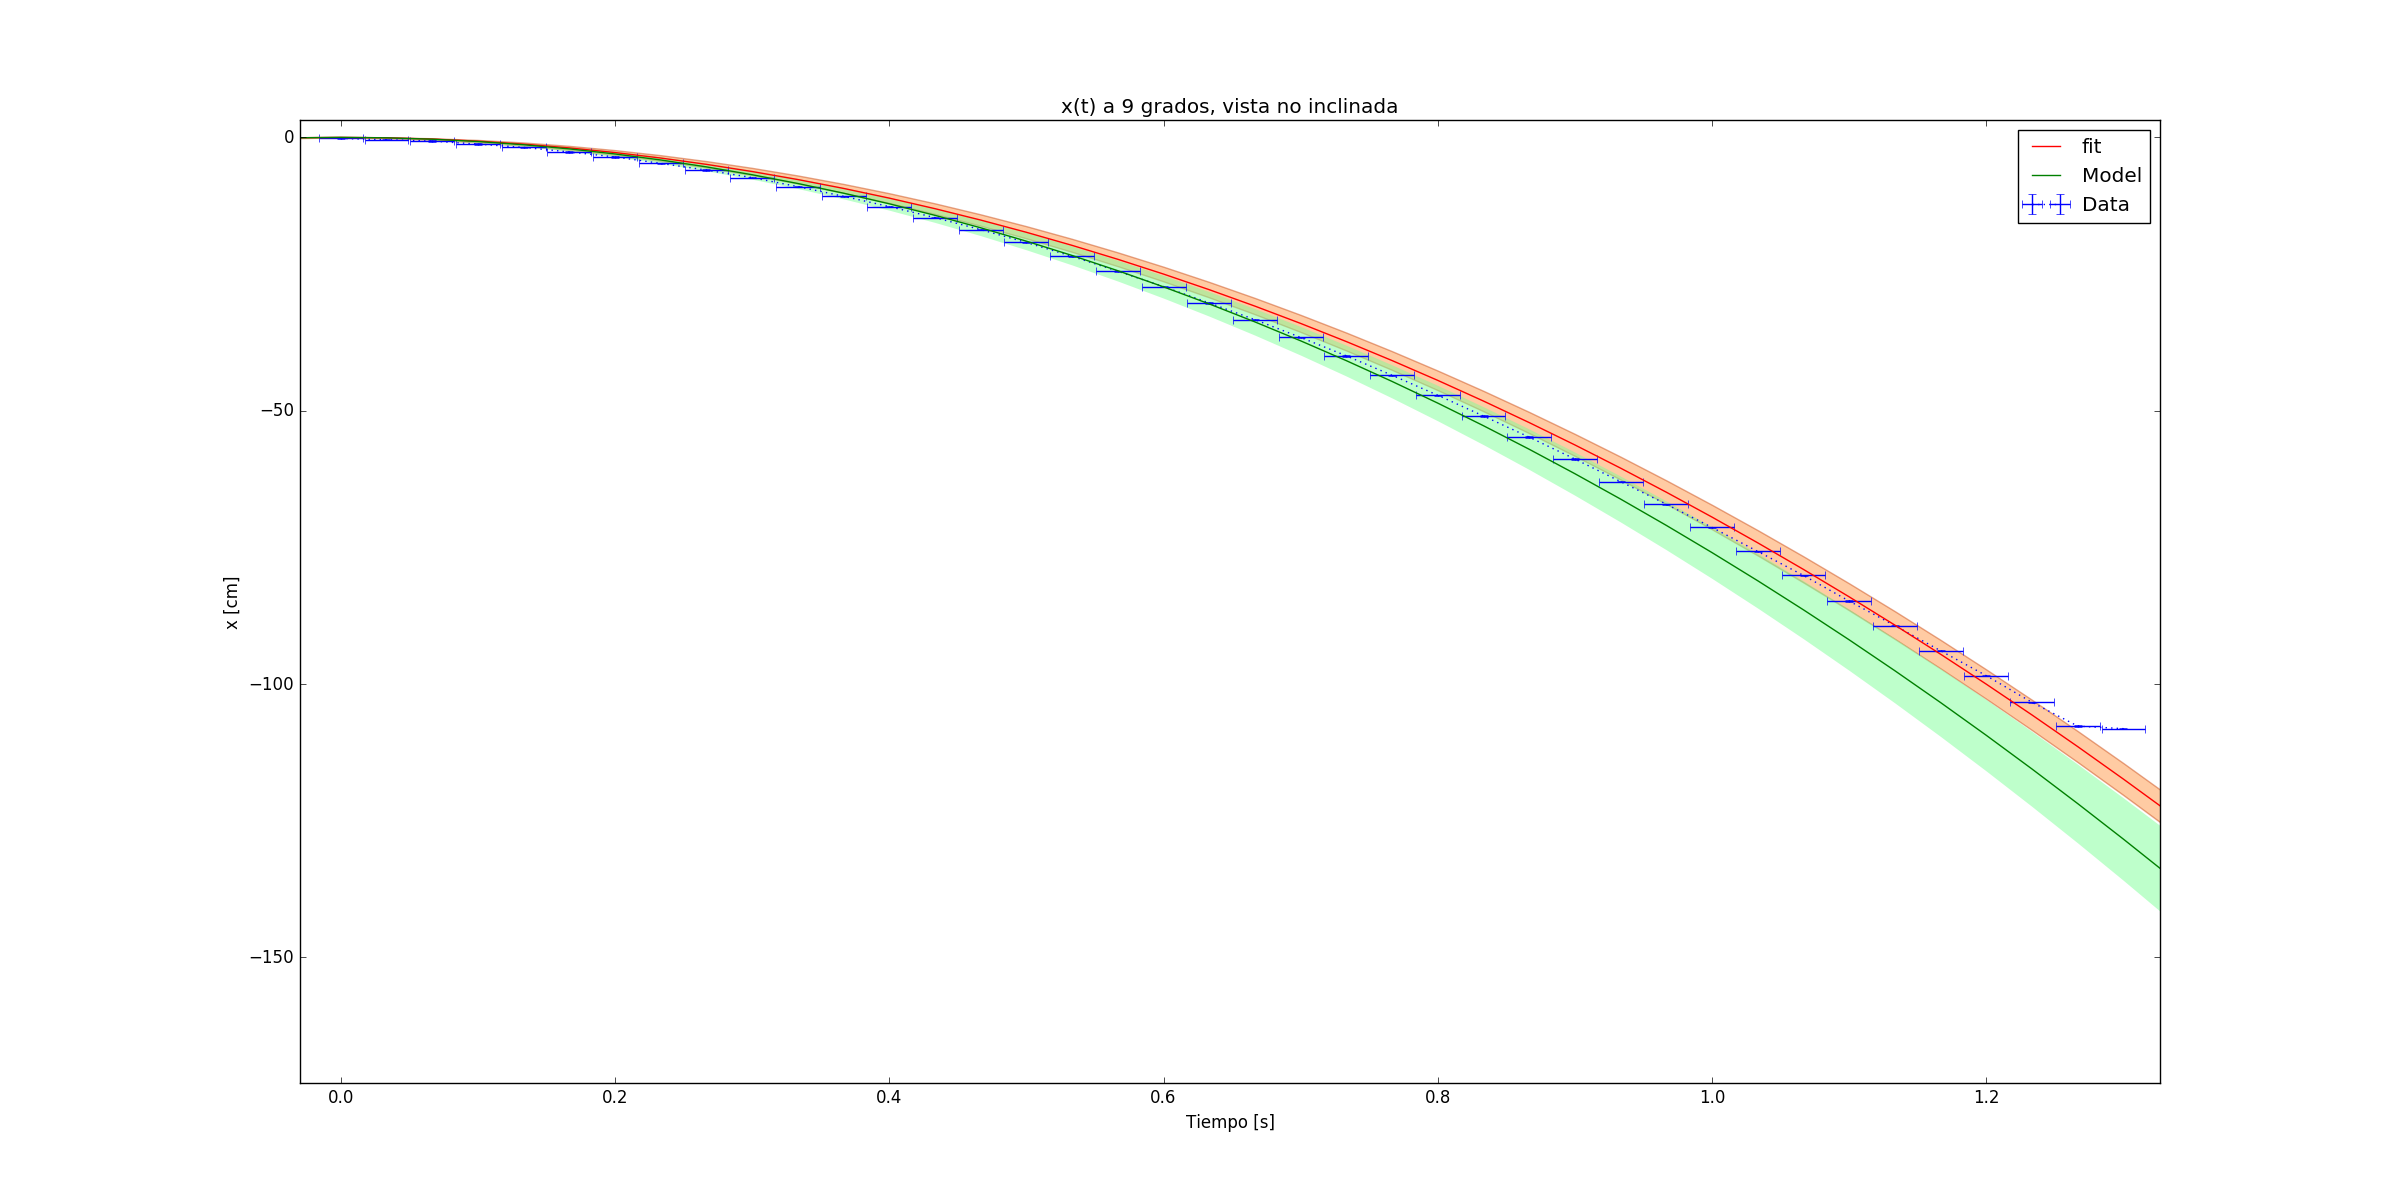 x(t) a 9 grados, vista no inclinada
fit
Model
Data
0
−50
−100
−150
x [cm]
0.0 0.2 0.4 0.6 0.8 1.0 1.2
Tiempo [s]